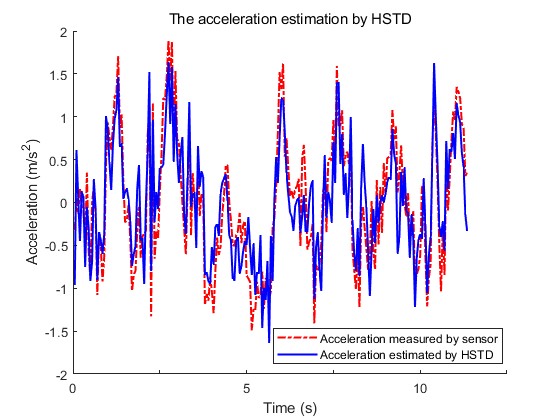 The acceleration estimation by HSTD
2
1.5
1
0.5
0
-0.5
-1
-1.5
-2
Acceleration (m/s²)
0
5
10
Time (s)
Acceleration measured by sensor
Acceleration estimated by HSTD